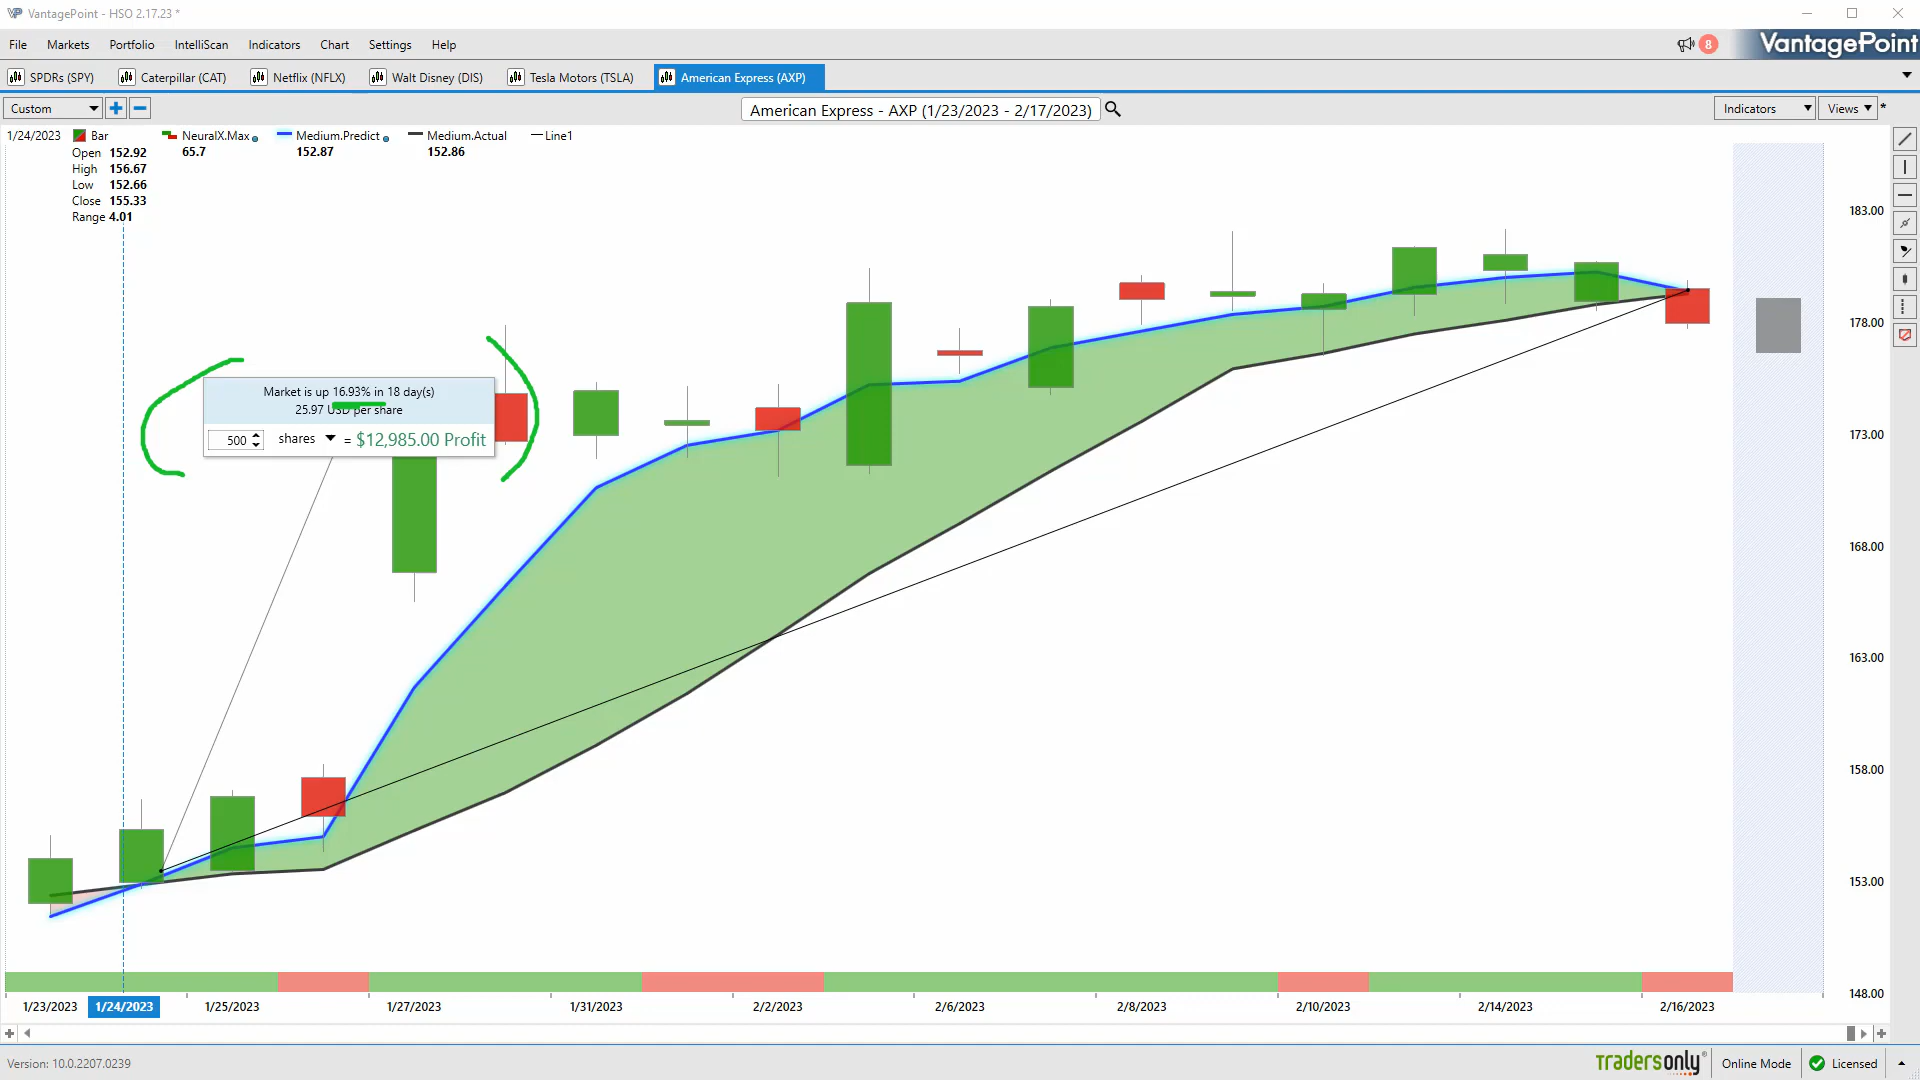 VantagePoint - HSO 2.17.23 *
File Markets Portfolio IntelliScan Indicators Chart Settings Help
8 VantagePoint
SPDRs (SPY) Caterpillar (CAT) Netflix (NFLX) Walt Disney (DIS) Tesla Motors (TSLA) American Express (AXP)
Custom American Express - AXP (1/23/2023 - 2/17/2023) Indicators Views *
1/24/2023 Bar NeuralX.Max Medium.Predict Medium.Actual Line1
Open 152.92 65.7 152.87 152.86
High 156.67
Low 152.66
Close 155.33
Range 4.01
183.00
178.00
Market is up 16.93% in 18 day(s)
25.97 USD per share
500 shares = $12,985.00 Profit
173.00
168.00
163.00
158.00
153.00
148.00
1/23/2023 1/24/2023 1/25/2023 1/27/2023 1/31/2023 2/2/2023 2/6/2023 2/8/2023 2/10/2023 2/14/2023 2/16/2023
Version: 10.0.2207.0239 tradersonly Online Mode Licensed